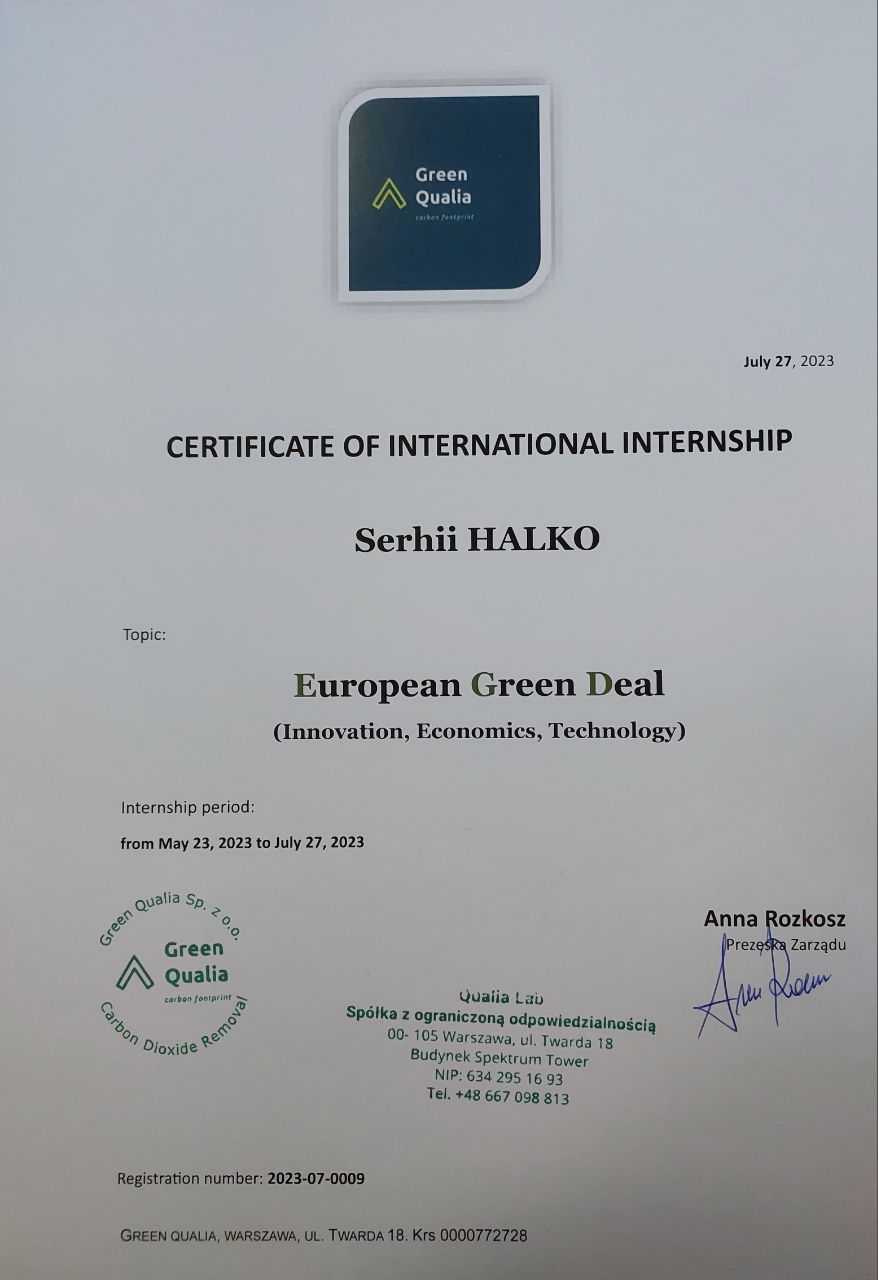 Green
Qualia
carbon footprint
July 27, 2023
CERTIFICATE OF INTERNATIONAL INTERNSHIP
Serhii HALKO
Topic:
European Green Deal
(Innovation, Economics, Technology)
Internship period:
from May 23, 2023 to July 27, 2023
Green Qualia Sp. z o.o.
Green
Qualia
carbon footprint
Carbon Dioxide Removal
Anna Rozkosz
Prezeska Zarządu
Qualia Lab
Spółka z ograniczoną odpowiedzialnością
00- 105 Warszawa, ul. Twarda 18
Budynek Spektrum Tower
NIP: 634 295 16 93
Tel. +48 667 098 813
Registration number: 2023-07-0009
GREEN QUALIA, WARSZAWA, UL. TWARDA 18. Krs 0000772728